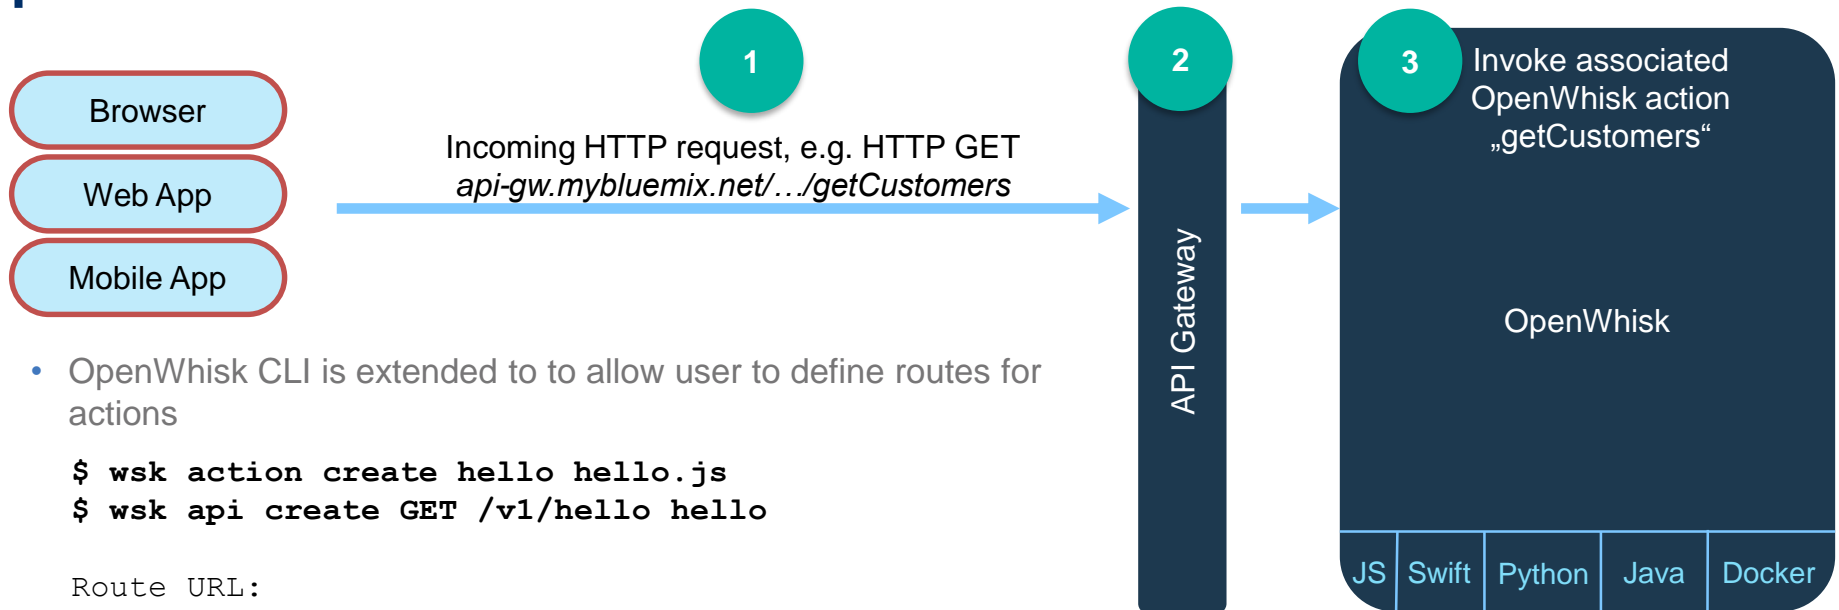 1
2
3
Browser
Web App
Mobile App
Incoming HTTP request, e.g. HTTP GET
api-gw.mybluemix.net/…/getCustomers
API Gateway
Invoke associated
OpenWhisk action
„getCustomers“
OpenWhisk
JS
Swift
Python
Java
Docker
• OpenWhisk CLI is extended to to allow user to define routes for
actions
$ wsk action create hello hello.js
$ wsk api create GET /v1/hello hello
Route URL: